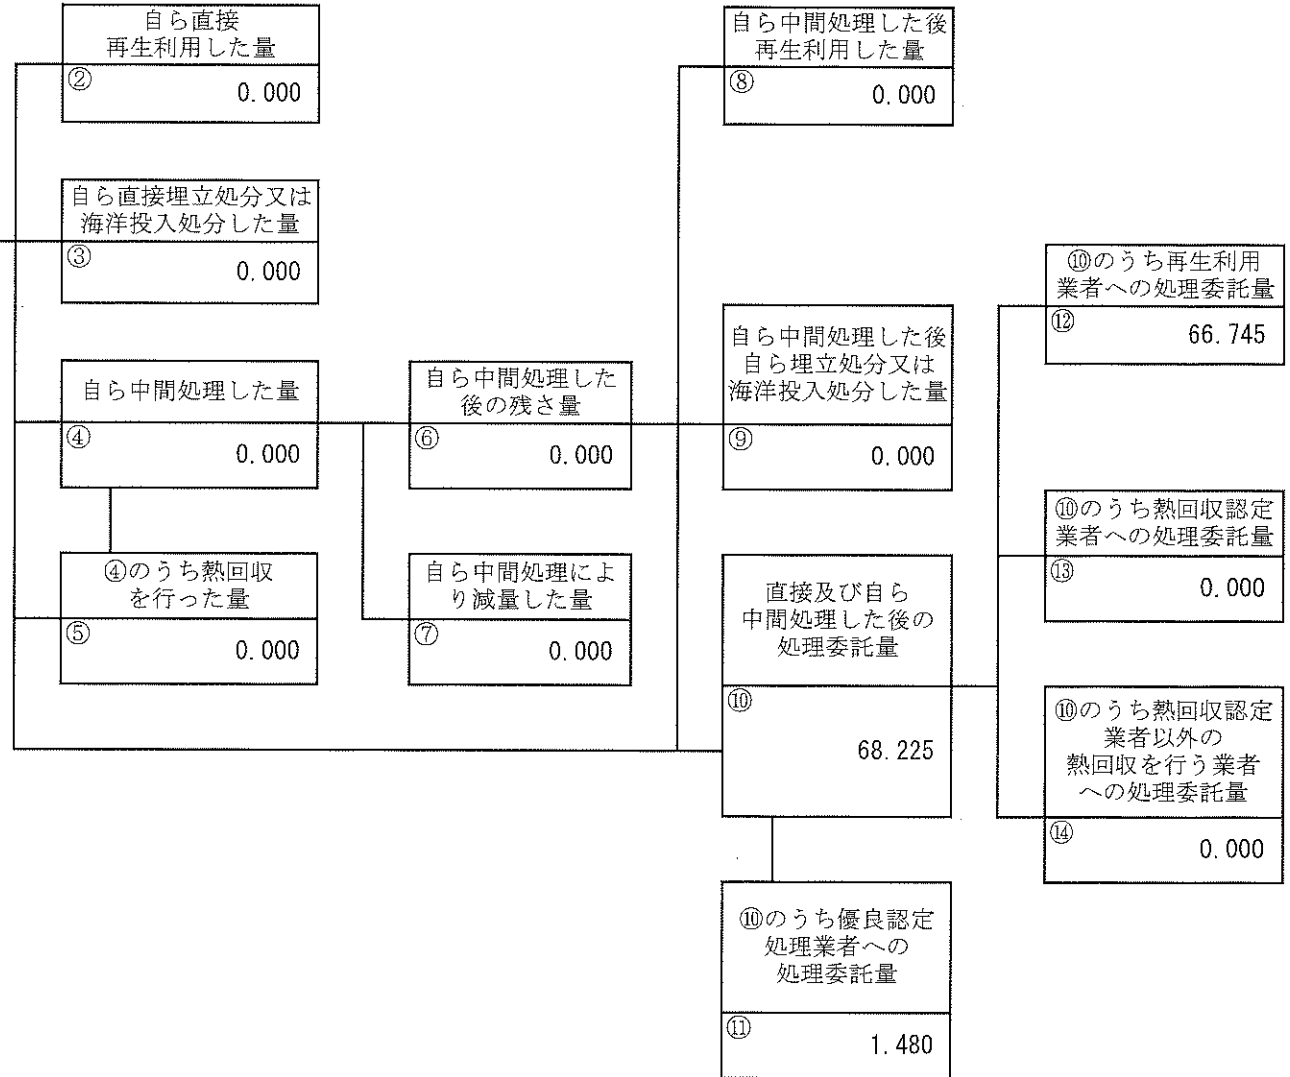 自ら直接
再生利用した量
②
0.000
自ら直接埋立処分又は
海洋投入処分した量
③
0.000
自ら中間処理した量
④
0.000
④のうち熱回収
を行った量
⑤
0.000
自ら中間処理した
後の残さ量
⑥
0.000
自ら中間処理によ
り減量した量
⑦
0.000
自ら中間処理した後
再生利用した量
⑧
0.000
自ら中間処理した後
自ら埋立処分又は
海洋投入処分した量
⑨
0.000
直接及び自ら
中間処理した後の
処理委託量
⑩
68.225
⑩のうち優良認定
処理業者への
処理委託量
⑪
1.480
⑩のうち再生利用
業者への処理委託量
⑫
66.745
⑩のうち熱回収認定
業者への処理委託量
⑬
0.000
⑩のうち熱回収認定
業者以外の
熱回収を行う業者
への処理委託量
⑭
0.000